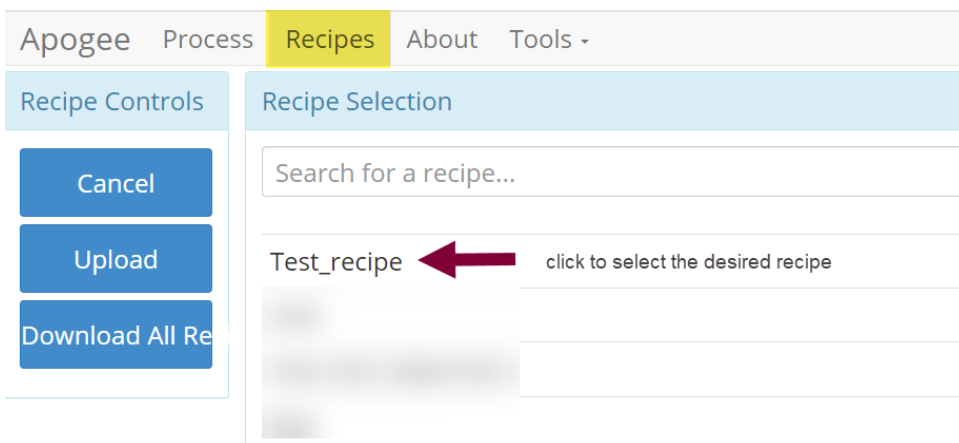 Apogee Process Recipes About Tools
Recipe Controls
Cancel
Upload
Download All Re
Recipe Selection
Search for a recipe...
Test_recipe click to select the desired recipe